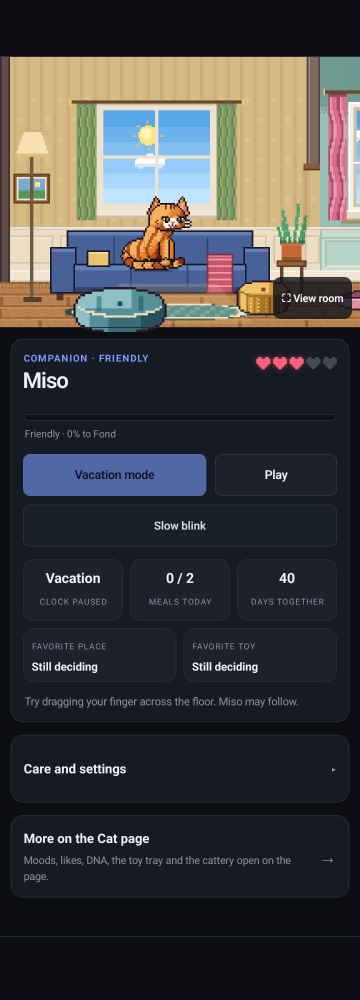 View room
COMPANION · FRIENDLY
Miso
Friendly · 0% to Fond
Vacation mode
Play
Slow blink
Vacation
CLOCK PAUSED
0 / 2
MEALS TODAY
40
DAYS TOGETHER
FAVORITE PLACE
Still deciding
FAVORITE TOY
Still deciding
Try dragging your finger across the floor. Miso may follow.
Care and settings
More on the Cat page
Moods, likes, DNA, the toy tray and the cattery open on the
page.